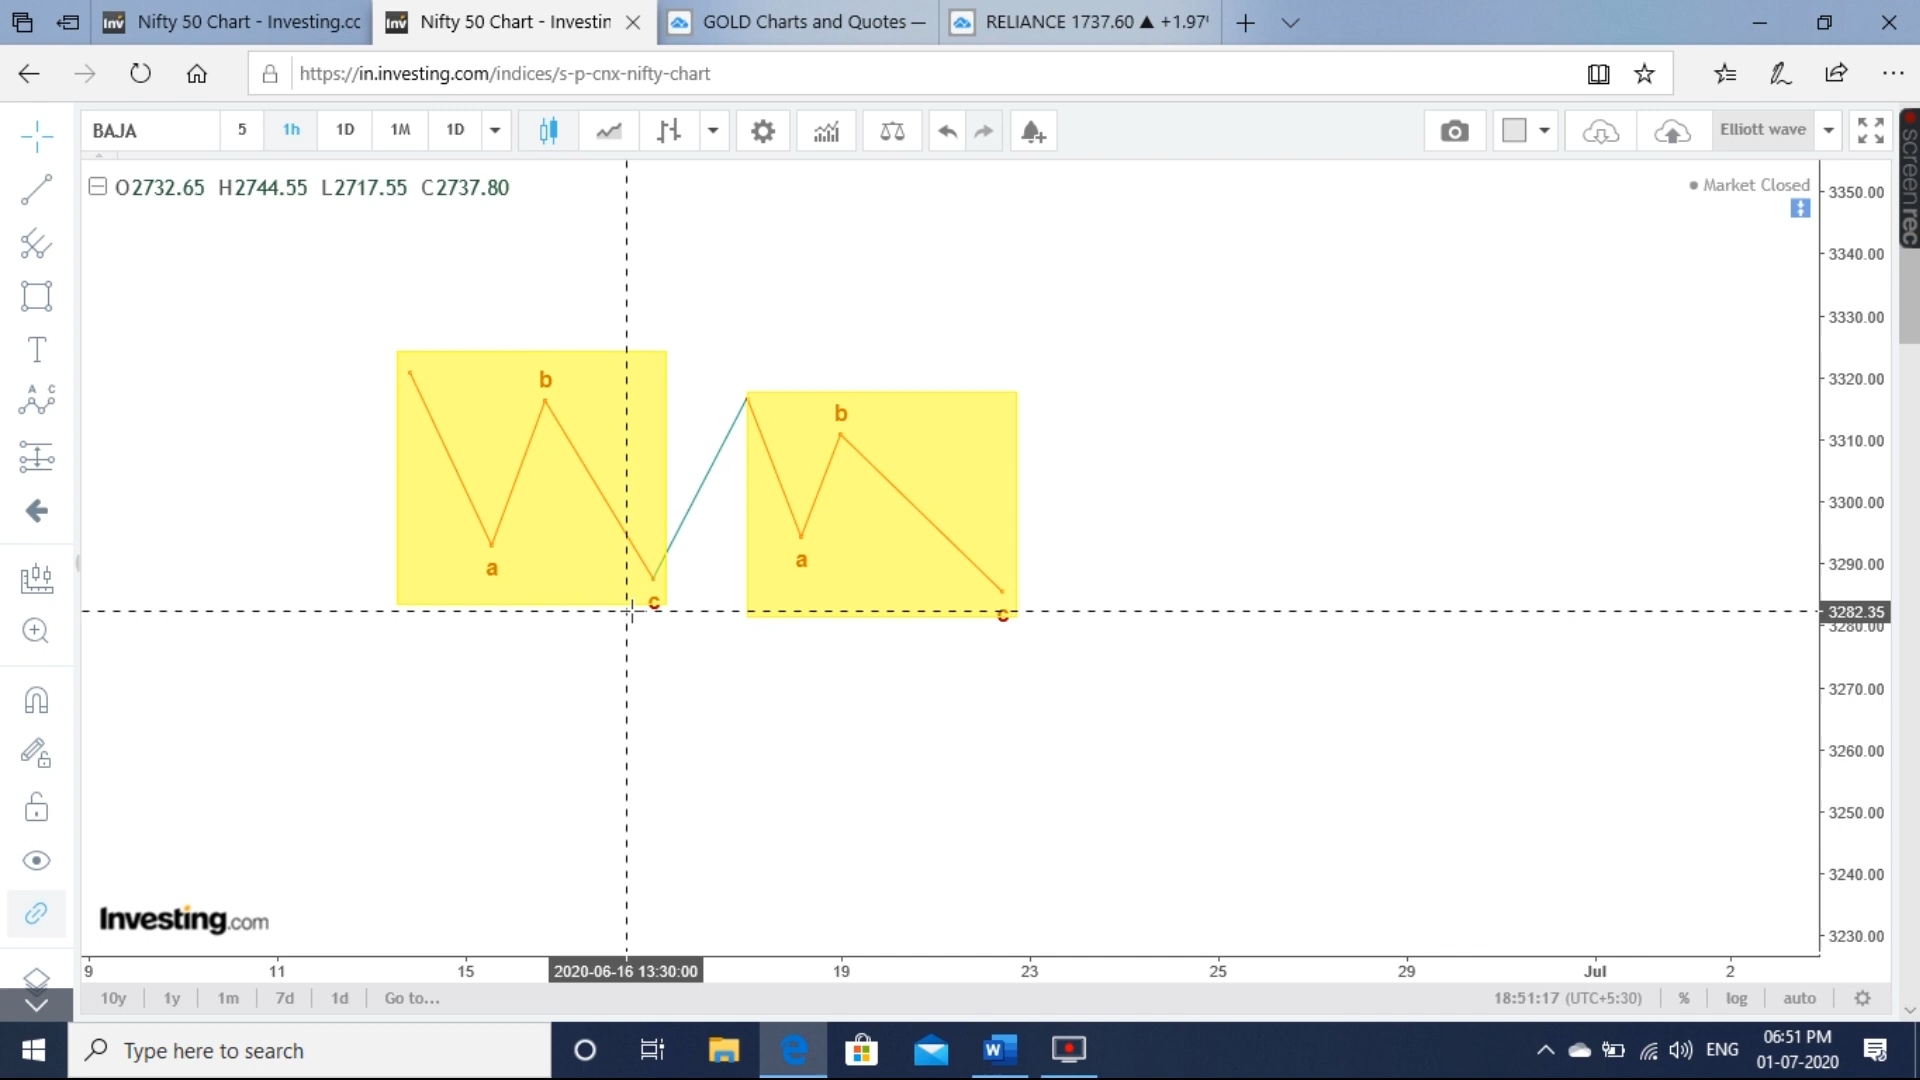 Nifty 50 Chart - Investing.cc
Nifty 50 Chart - Investin
GOLD Charts and Quotes —
RELIANCE 1737.60 ▲ +1.97
https://in.investing.com/indices/s-p-cnx-nifty-chart
BAJA 5 1h 1D 1M 1D Elliott wave
O2732.65 H2744.55 L2717.55 C2737.80
Market Closed
screenrec
3350.00
3340.00
3330.00
3320.00
3310.00
3300.00
3290.00
3282.35
3280.00
3270.00
3260.00
3250.00
3240.00
3230.00
b
a
c
b
a
c
T
A C
Investing.com
9 11 15 2020-06-16 13:30:00 19 23 25 29 Jul 2
10y 1y 1m 7d 1d Go to... 18:51:17 (UTC+5:30) % log auto
Type here to search
W
ENG
06:51 PM
01-07-2020